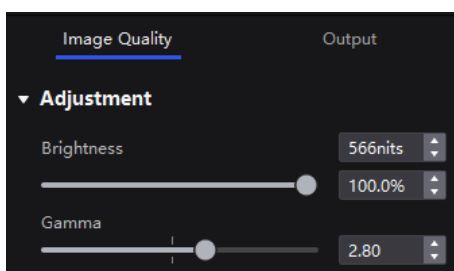 Image Quality Output
Adjustment
Brightness 566nits
100.0%
Gamma
2.80